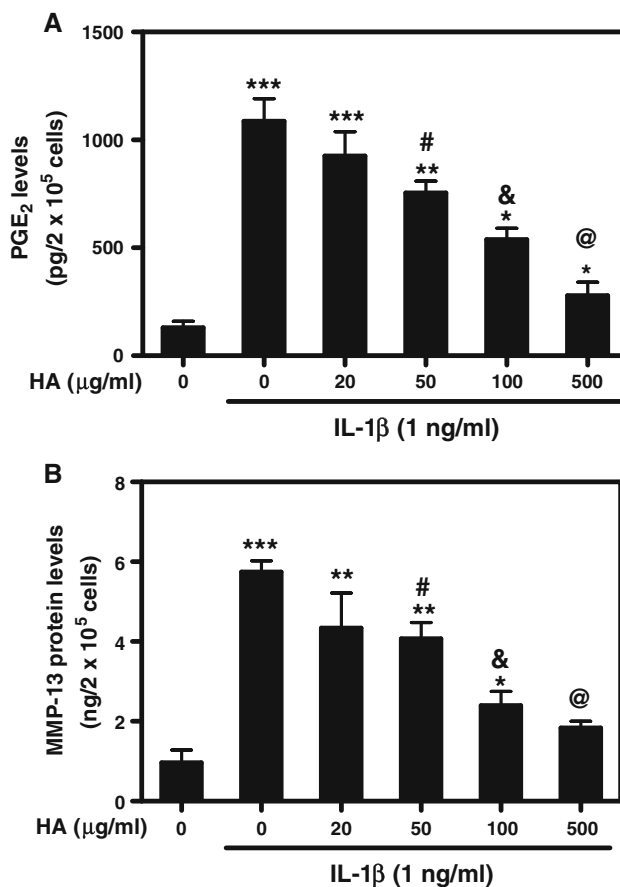 A
PGE₂ levels
(pg/2 x 10⁵ cells)
1500
1000
500
0
***
***
#
**
&
*
@
*
HA (μg/ml) 0 0 20 50 100 500
IL-1β (1 ng/ml)
B
MMP-13 protein levels
(ng/2 x 10⁵ cells)
8
6
4
2
0
***
**
#
**
&
*
@
HA (μg/ml) 0 0 20 50 100 500
IL-1β (1 ng/ml)